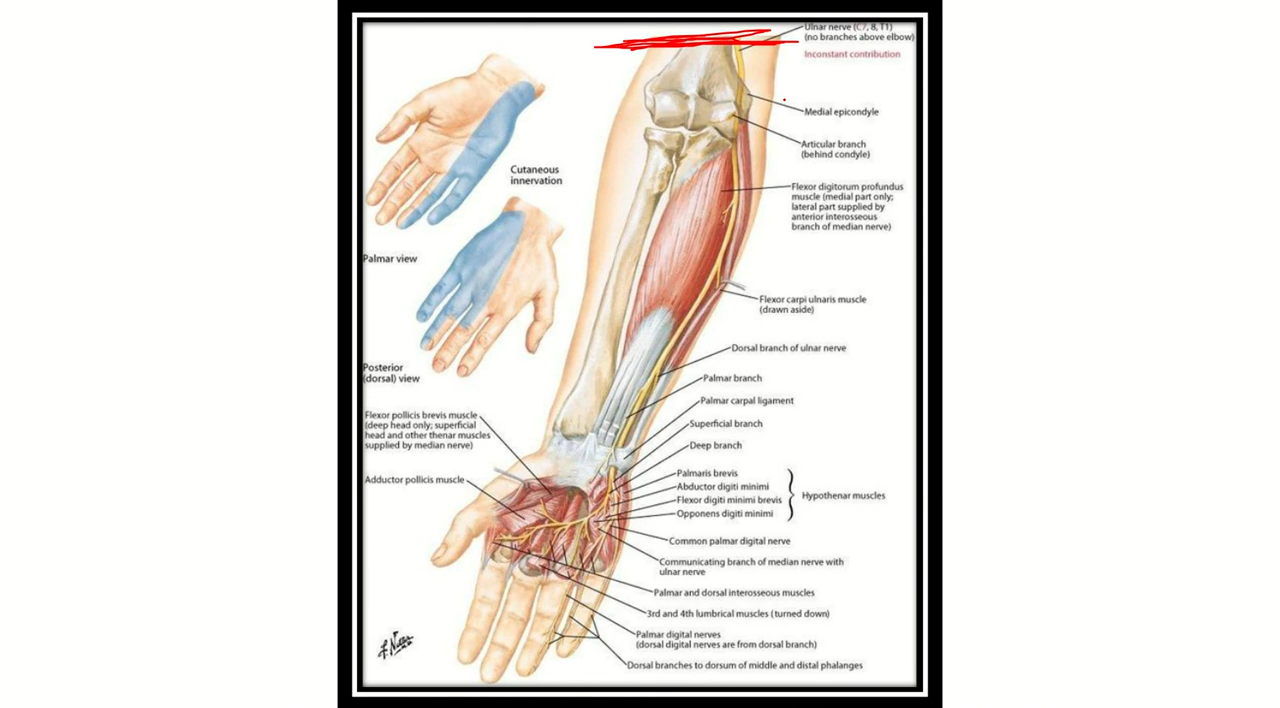 Ulnar nerve (C7, 8, T1)
(no branches above elbow)
Inconstant contribution
Medial epicondyle
Articular branch
(behind condyle)
Cutaneous
innervation
Flexor digitorum profundus
muscle (medial part only;
lateral part supplied by
anterior interosseous
branch of median nerve)
Palmar view
Flexor carpi ulnaris muscle
(drawn aside)
Dorsal branch of ulnar nerve
Posterior
(dorsal) view
Palmar branch
Palmar carpal ligament
Flexor pollicis brevis muscle
(deep head only; superficial
head and other thenar muscles
supplied by median nerve)
Superficial branch
Deep branch
Adductor pollicis muscle
Palmaris brevis
Abductor digiti minimi
Flexor digiti minimi brevis
Opponens digiti minimi
Hypothenar muscles
Common palmar digital nerve
Communicating branch of median nerve with
ulnar nerve
Palmar and dorsal interosseous muscles
3rd and 4th lumbrical muscles (turned down)
Palmar digital nerves
(dorsal digital nerves are from dorsal branch)
Dorsal branches to dorsum of middle and distal phalanges